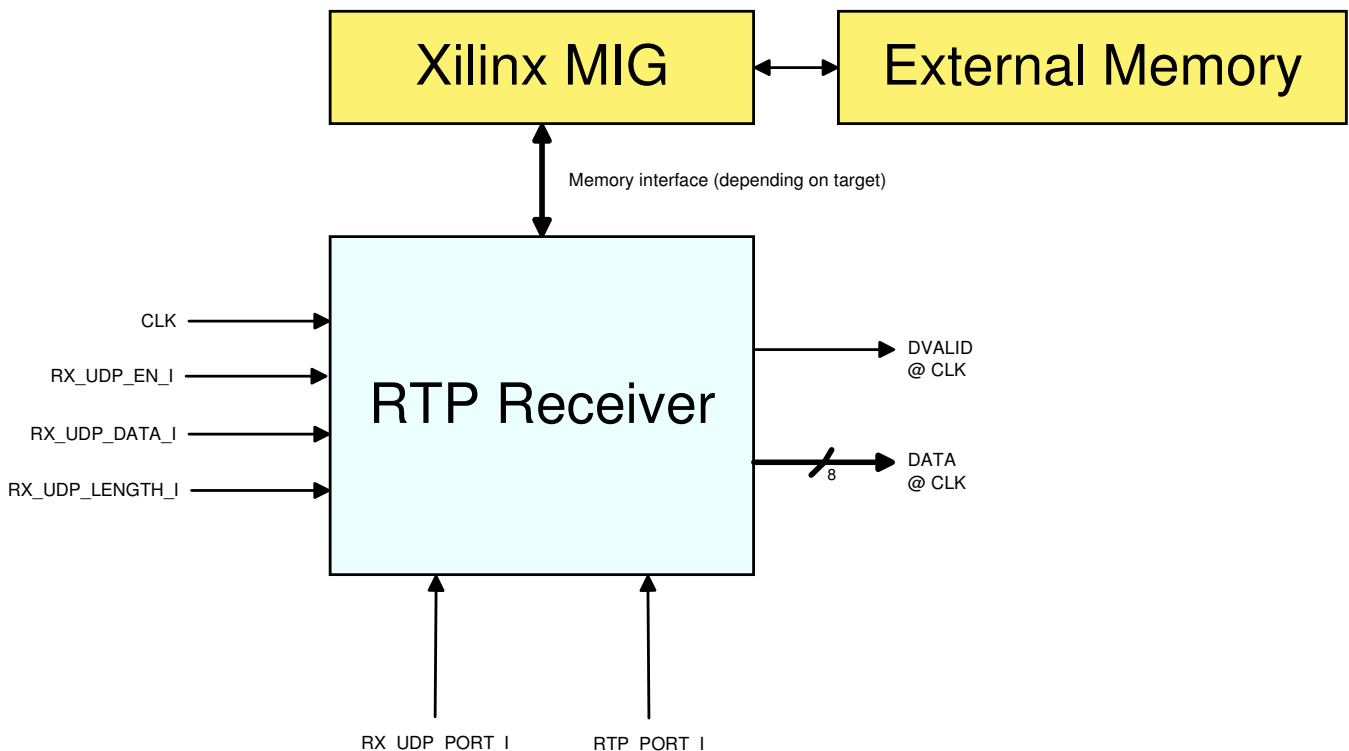 Xilinx MIG
External Memory
Memory interface (depending on target)
CLK
RX_UDP_EN_I
RX_UDP_DATA_I
RX_UDP_LENGTH_I
RTP Receiver
DVALID
@ CLK
8
DATA
@ CLK
RX_UDP_PORT_I
RTP_PORT_I